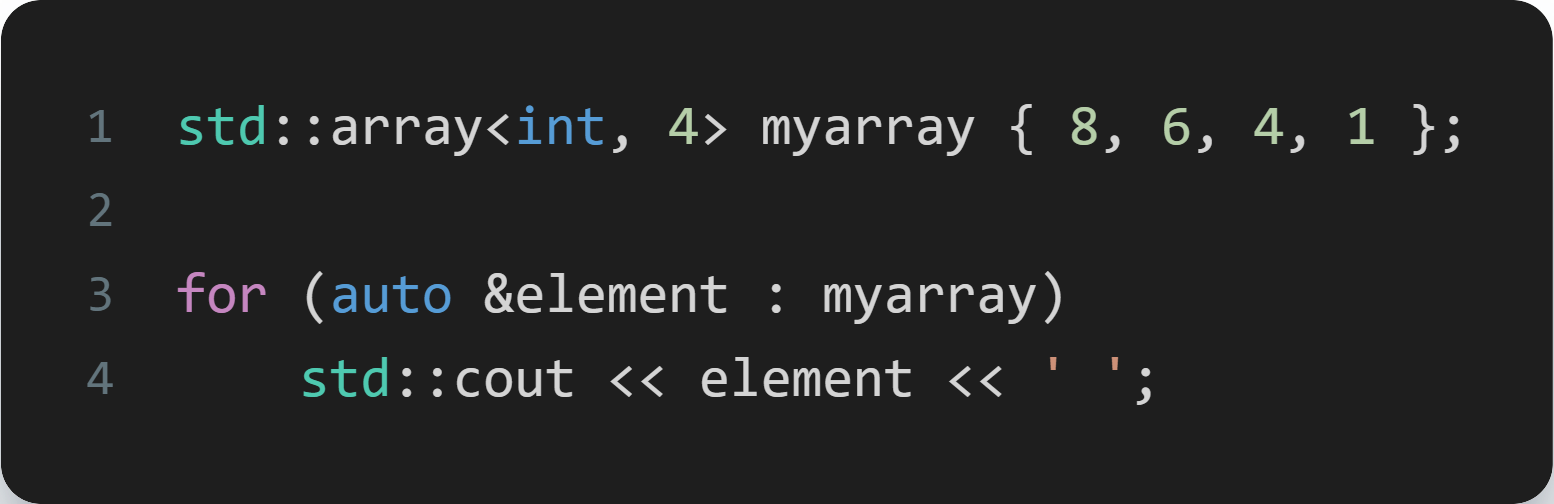 1 std::array<int, 4> myarray { 8, 6, 4, 1 };
2
3 for (auto &element : myarray)
4     std::cout << element << ' ';